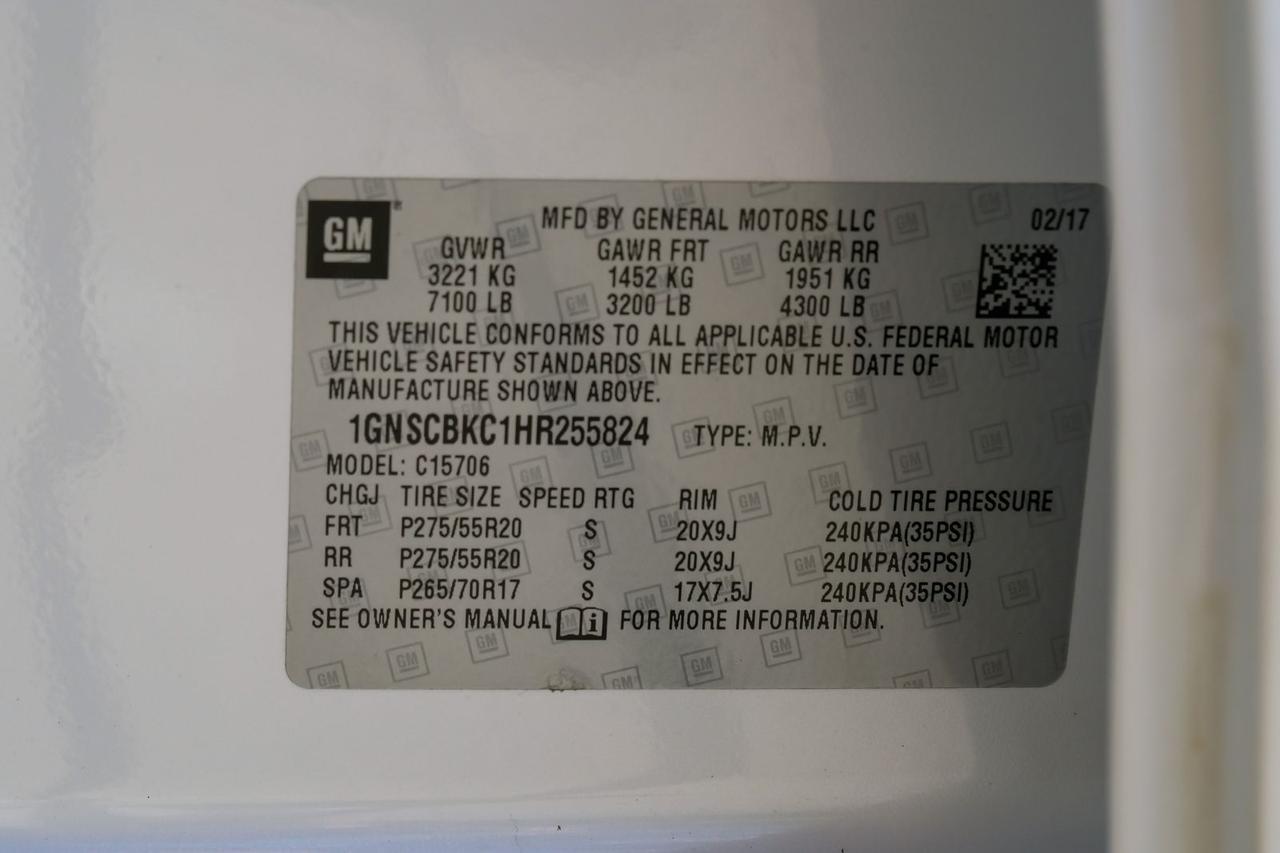 GM® MFD BY GENERAL MOTORS LLC 02/17
GVWR GAWR FRT GAWR RR
3221 KG 1452 KG 1951 KG
7100 LB 3200 LB 4300 LB
THIS VEHICLE CONFORMS TO ALL APPLICABLE U.S. FEDERAL MOTOR
VEHICLE SAFETY STANDARDS IN EFFECT ON THE DATE OF
MANUFACTURE SHOWN ABOVE.
1GNSCBKC1HR255824 TYPE: M.P.V.
MODEL: C15706
CHGJ TIRE SIZE SPEED RTG RIM COLD TIRE PRESSURE
FRT P275/55R20 S 20X9J 240KPA(35PSI)
RR P275/55R20 S 20X9J 240KPA(35PSI)
SPA P265/70R17 S 17X7.5J 240KPA(35PSI)
SEE OWNER'S MANUAL i FOR MORE INFORMATION.